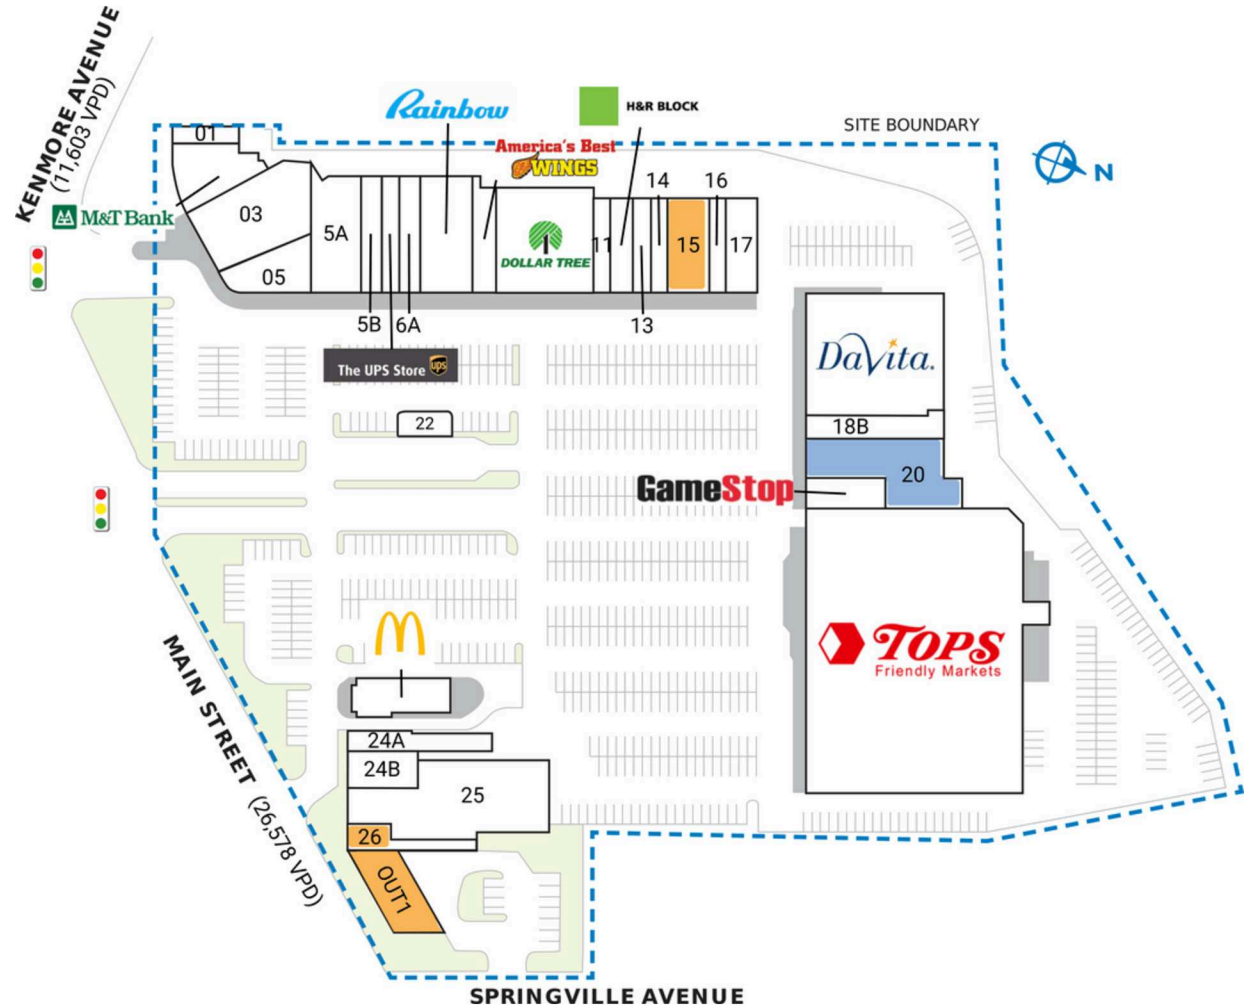 KENMORE AVENUE
(11,603 VPD)
Rainbow
H&R BLOCK
SITE BOUNDARY
America's Best
WINGS
N
01
M&T Bank
03
05
5A
5B
6A
DOLLAR TREE
11
13
14
15
16
17
The UPS Store
ups
22
DaVita.
18B
20
GameStop
TOPS
Friendly Markets
MAIN STREET (26,578 VPD)
24A
24B
25
26
OUT1
SPRINGVILLE AVENUE